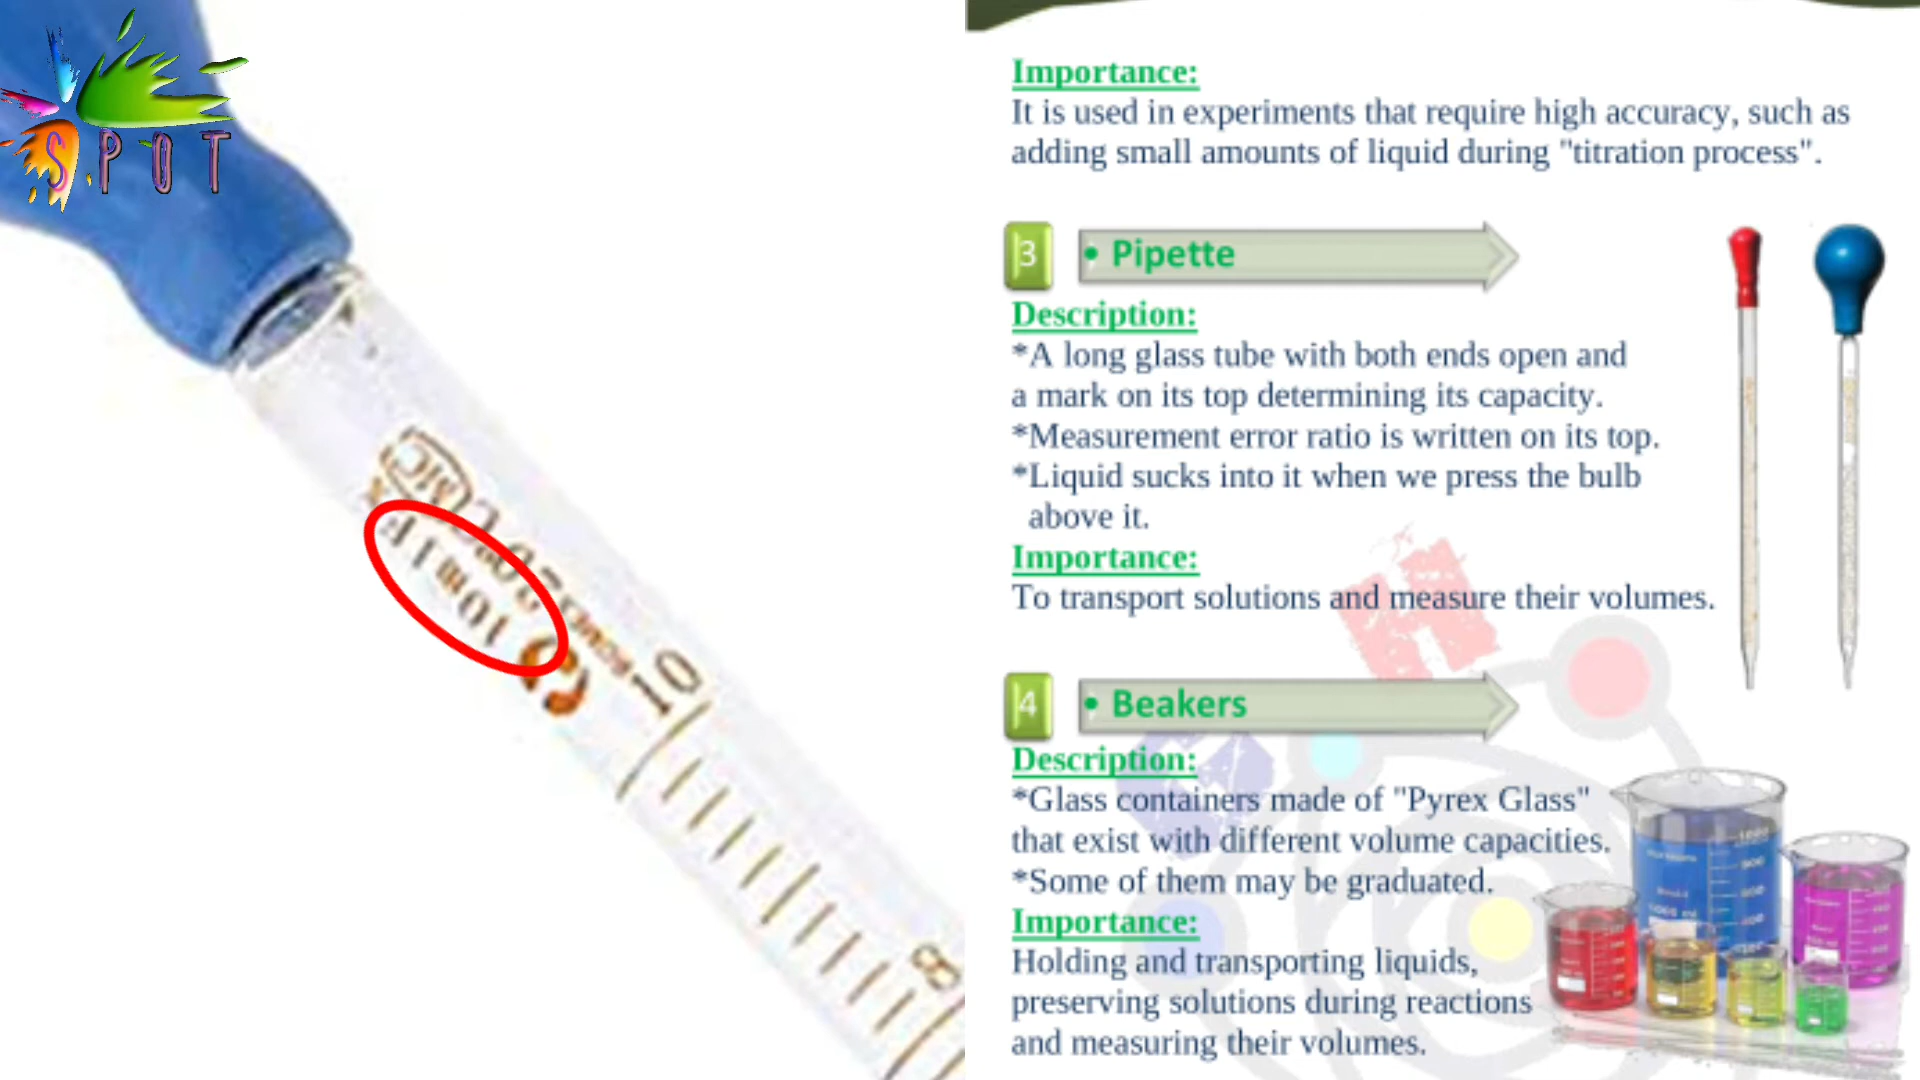 SPOT
10
8
Importance:
It is used in experiments that require high accuracy, such as
adding small amounts of liquid during "titration process".
3
• Pipette
Description:
*A long glass tube with both ends open and
a mark on its top determining its capacity.
*Measurement error ratio is written on its top.
*Liquid sucks into it when we press the bulb
above it.
Importance:
To transport solutions and measure their volumes.
4
• Beakers
Description:
*Glass containers made of "Pyrex Glass"
that exist with different volume capacities.
*Some of them may be graduated.
Importance:
Holding and transporting liquids,
preserving solutions during reactions
and measuring their volumes.